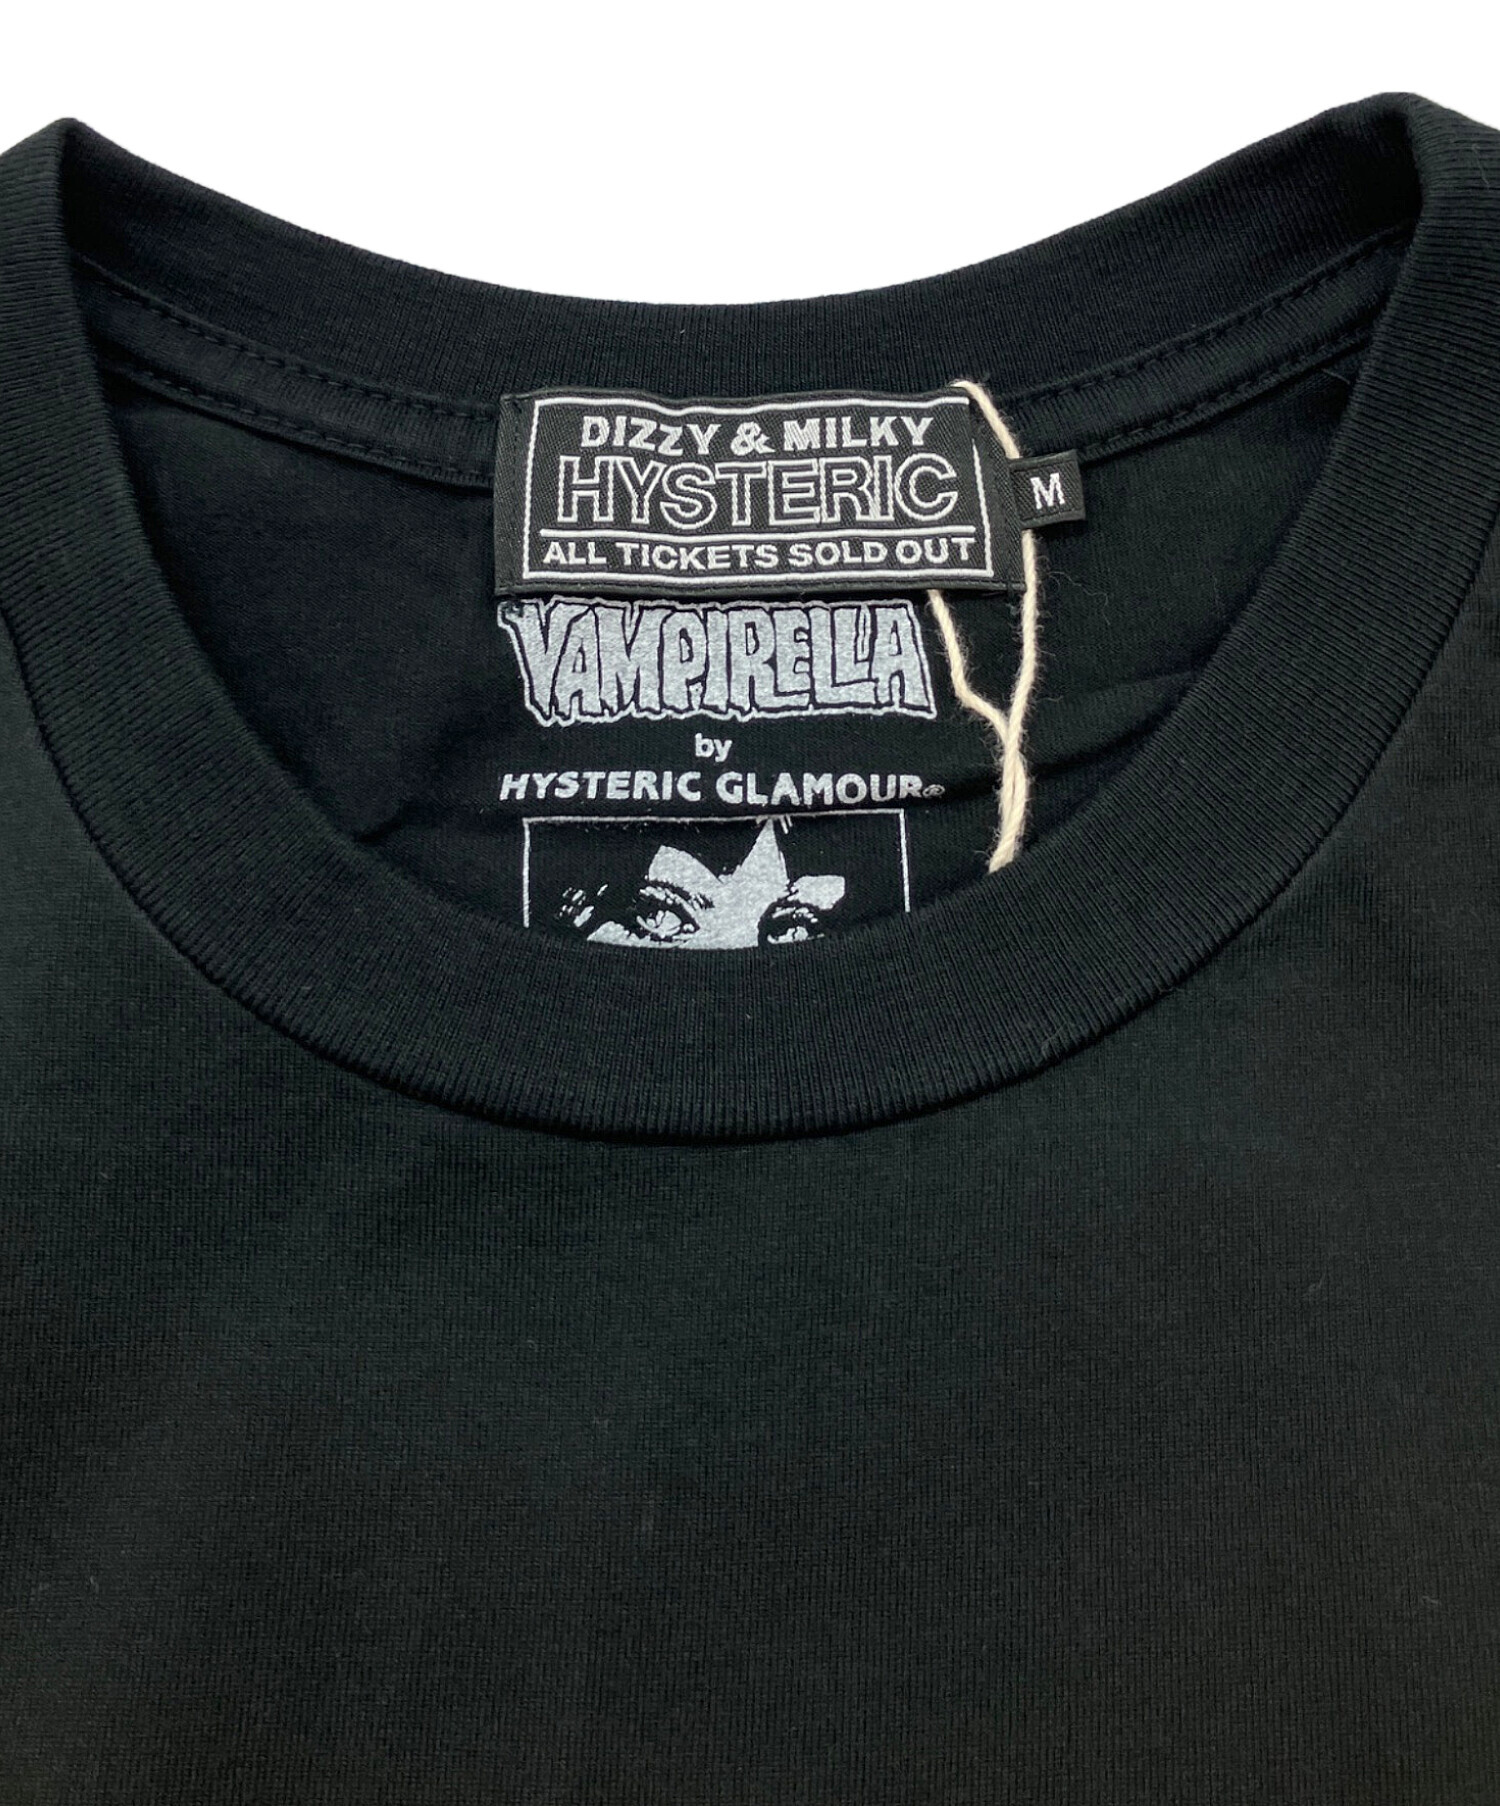 DIZZY & MILKY
HYSTERIC
ALL TICKETS SOLD OUT
M
VAMPIRELLA
by
HYSTERIC GLAMOUR®